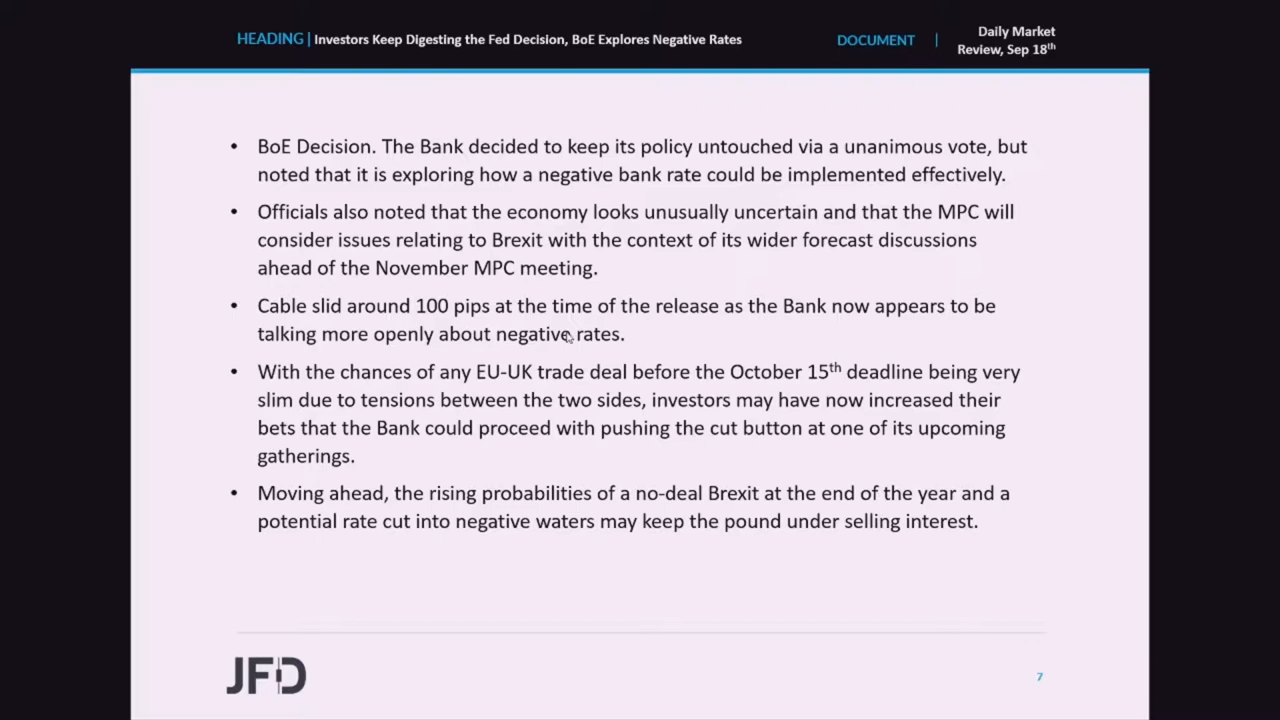 HEADING | Investors Keep Digesting the Fed Decision, BoE Explores Negative Rates
DOCUMENT | Daily Market
Review, Sep 18th
• BoE Decision. The Bank decided to keep its policy untouched via a unanimous vote, but
noted that it is exploring how a negative bank rate could be implemented effectively.
• Officials also noted that the economy looks unusually uncertain and that the MPC will
consider issues relating to Brexit with the context of its wider forecast discussions
ahead of the November MPC meeting.
• Cable slid around 100 pips at the time of the release as the Bank now appears to be
talking more openly about negative rates.
• With the chances of any EU-UK trade deal before the October 15th deadline being very
slim due to tensions between the two sides, investors may have now increased their
bets that the Bank could proceed with pushing the cut button at one of its upcoming
gatherings.
• Moving ahead, the rising probabilities of a no-deal Brexit at the end of the year and a
potential rate cut into negative waters may keep the pound under selling interest.
JFD
7